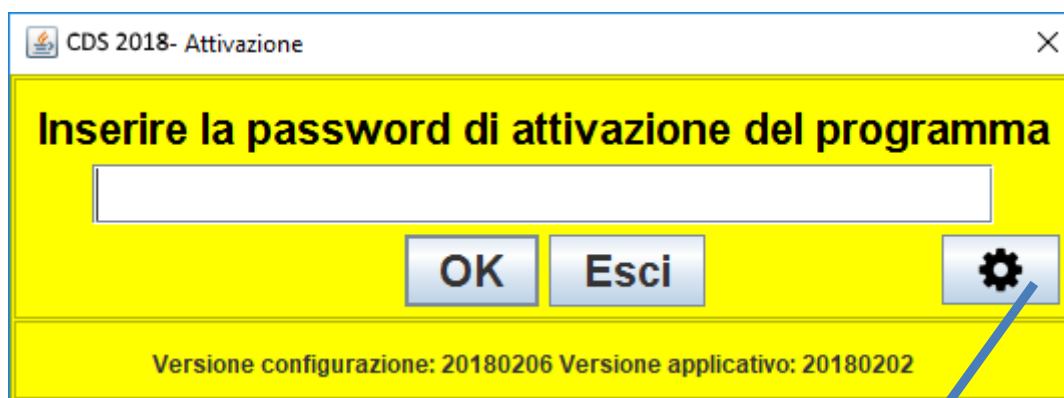 CDS 2018- Attivazione
Inserire la password di attivazione del programma
OK Esci
Versione configurazione: 20180206 Versione applicativo: 20180202